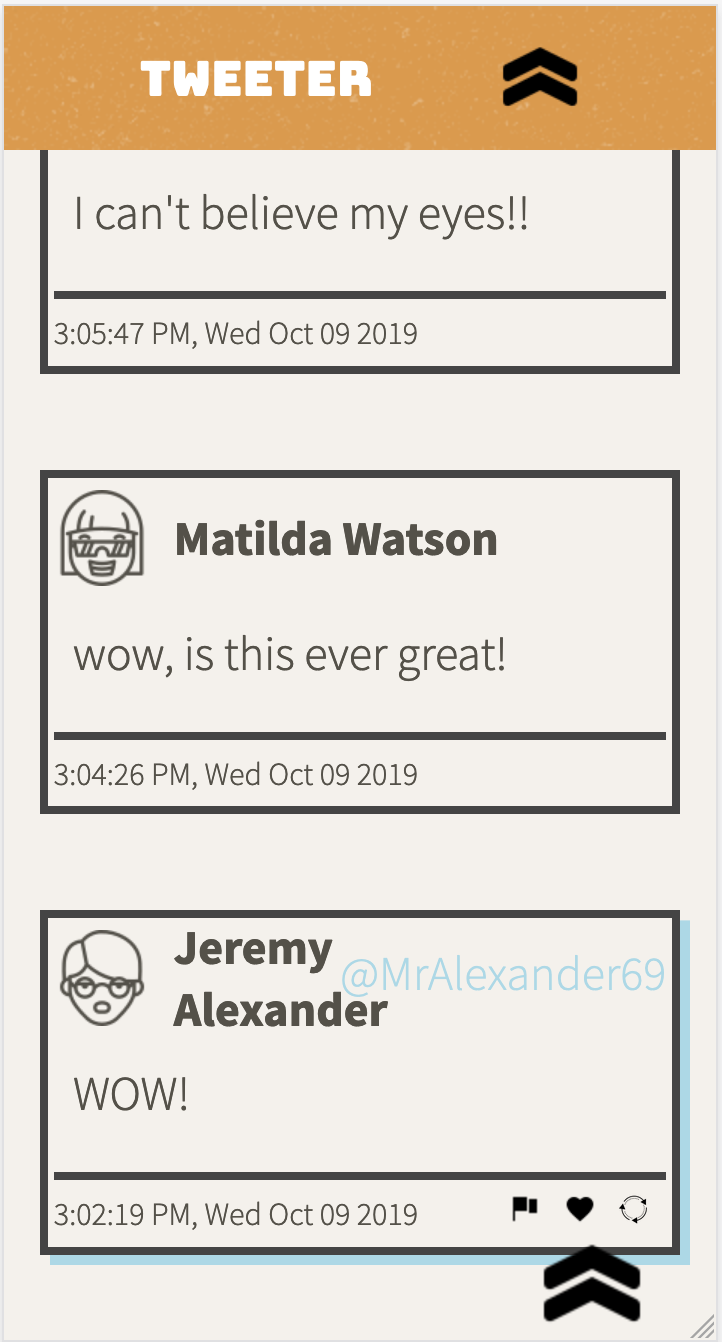 TWEETER
I can't believe my eyes!!
3:05:47 PM, Wed Oct 09 2019
Matilda Watson
wow, is this ever great!
3:04:26 PM, Wed Oct 09 2019
Jeremy
Alexander
@MrAlexander69
WOW!
3:02:19 PM, Wed Oct 09 2019